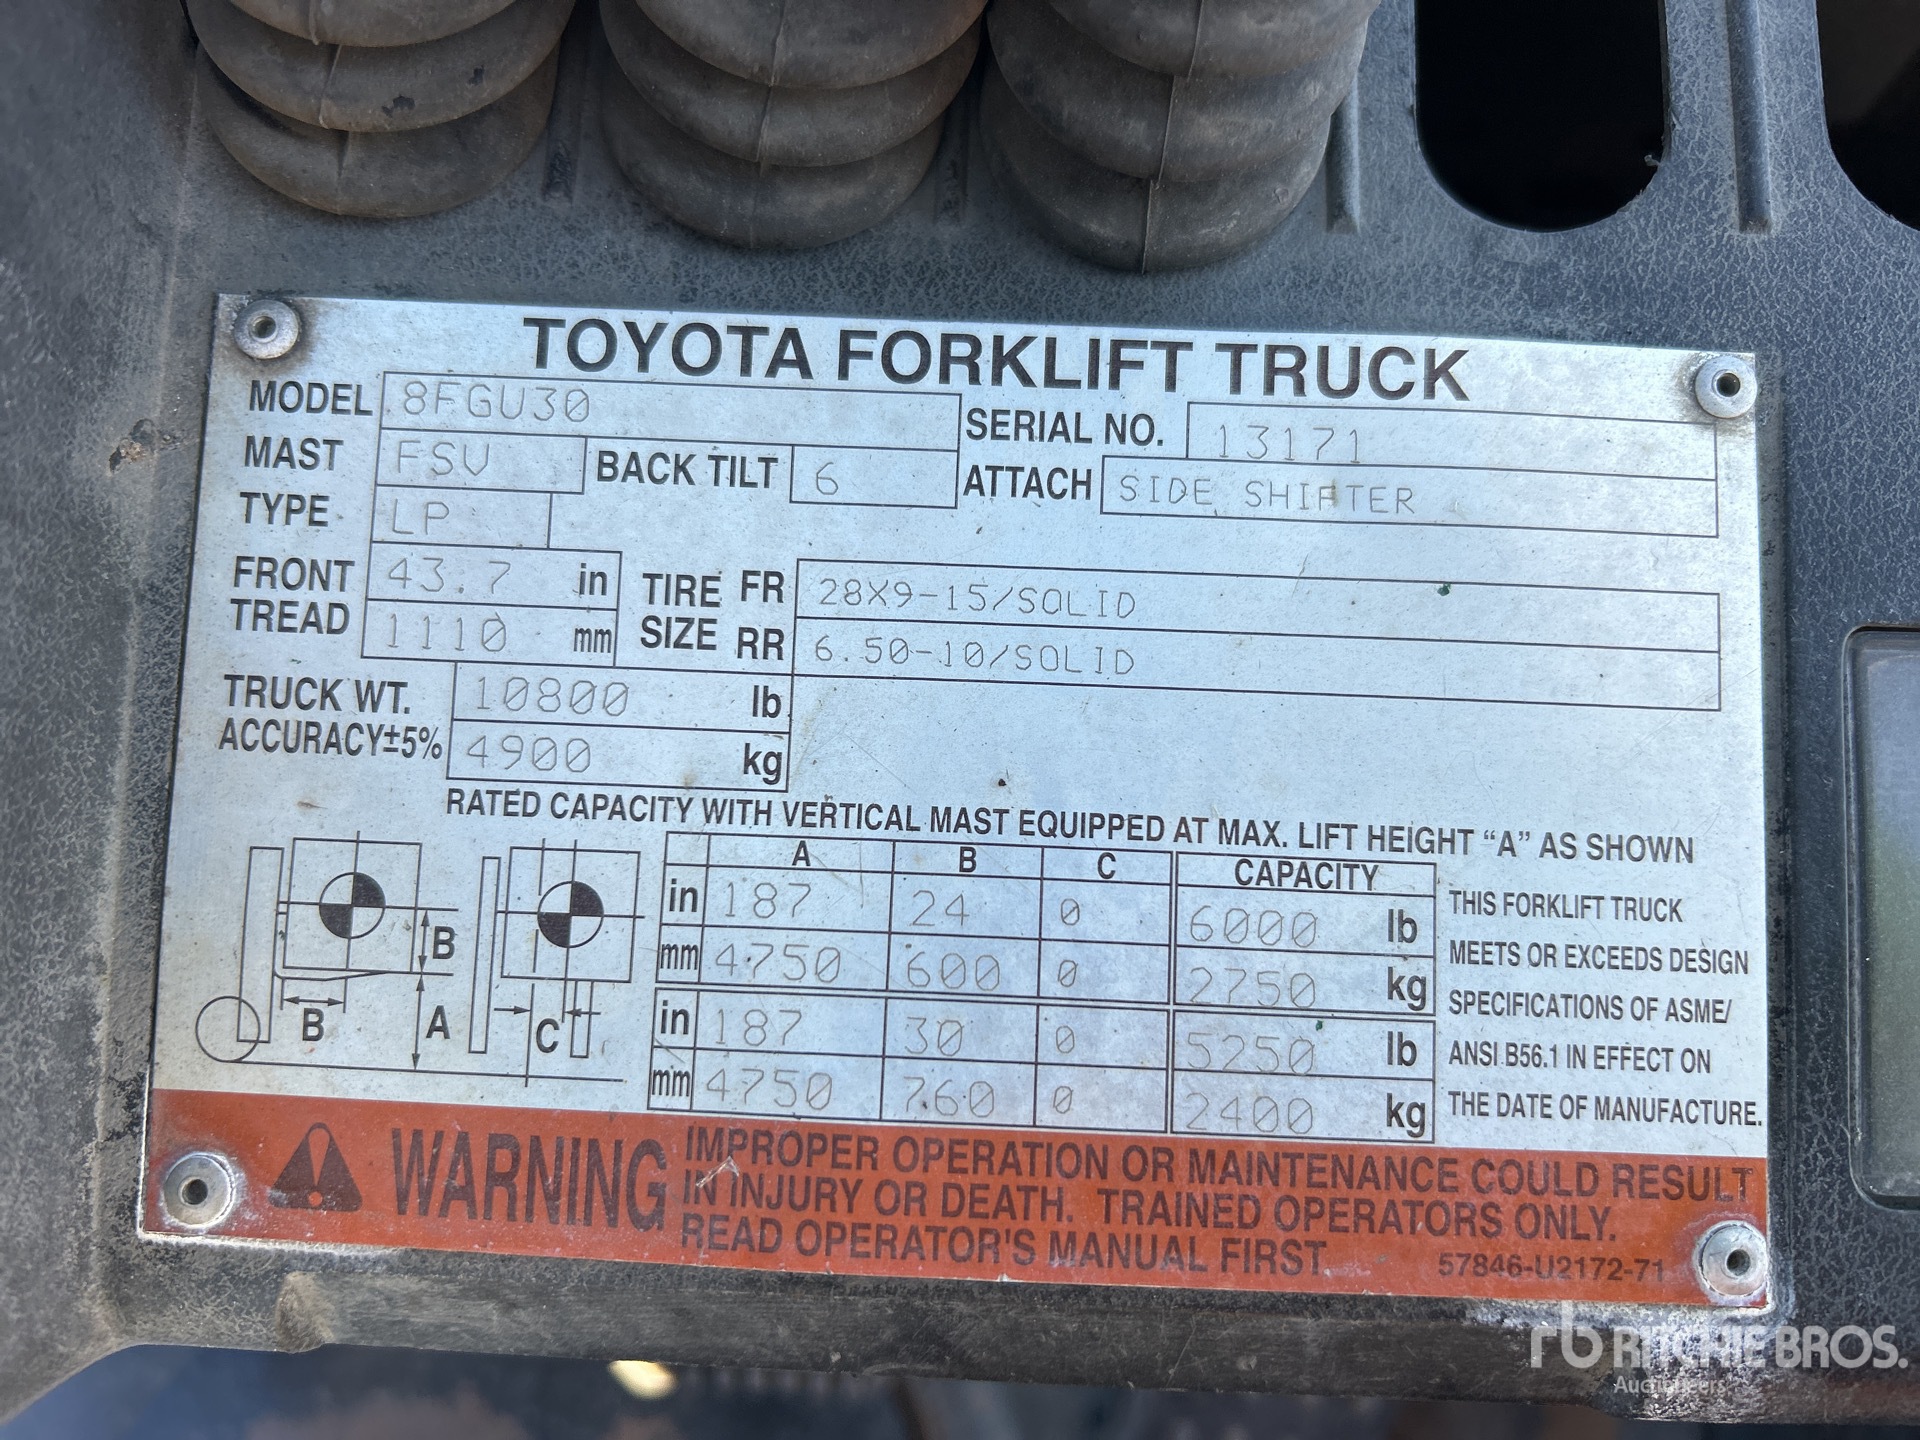 TOYOTA FORKLIFT TRUCK
MODEL 8FGU30 SERIAL NO. 13171
MAST FSV BACK TILT 6 ATTACH SIDE SHIFTER
TYPE LP
FRONT TREAD 43.7 in 1110 mm
TIRE SIZE FR 28X9-15/SOLID
RR 6.50-10/SOLID
TRUCK WT. 10800 lb
ACCURACY±5% 4900 kg
RATED CAPACITY WITH VERTICAL MAST EQUIPPED AT MAX. LIFT HEIGHT “A” AS SHOWN
A B C CAPACITY
in 187 24 0 6000 lb
mm 4750 600 0 2750 kg
in 187 30 0 5250 lb
mm 4750 760 0 2400 kg
B B A C
THIS FORKLIFT TRUCK
MEETS OR EXCEEDS DESIGN
SPECIFICATIONS OF ASME/
ANSI B56.1 IN EFFECT ON
THE DATE OF MANUFACTURE.
WARNING
IMPROPER OPERATION OR MAINTENANCE COULD RESULT
IN INJURY OR DEATH. TRAINED OPERATORS ONLY.
READ OPERATOR'S MANUAL FIRST.
57846-U2172-71
rb RITCHIE BROS.
Auctioneers